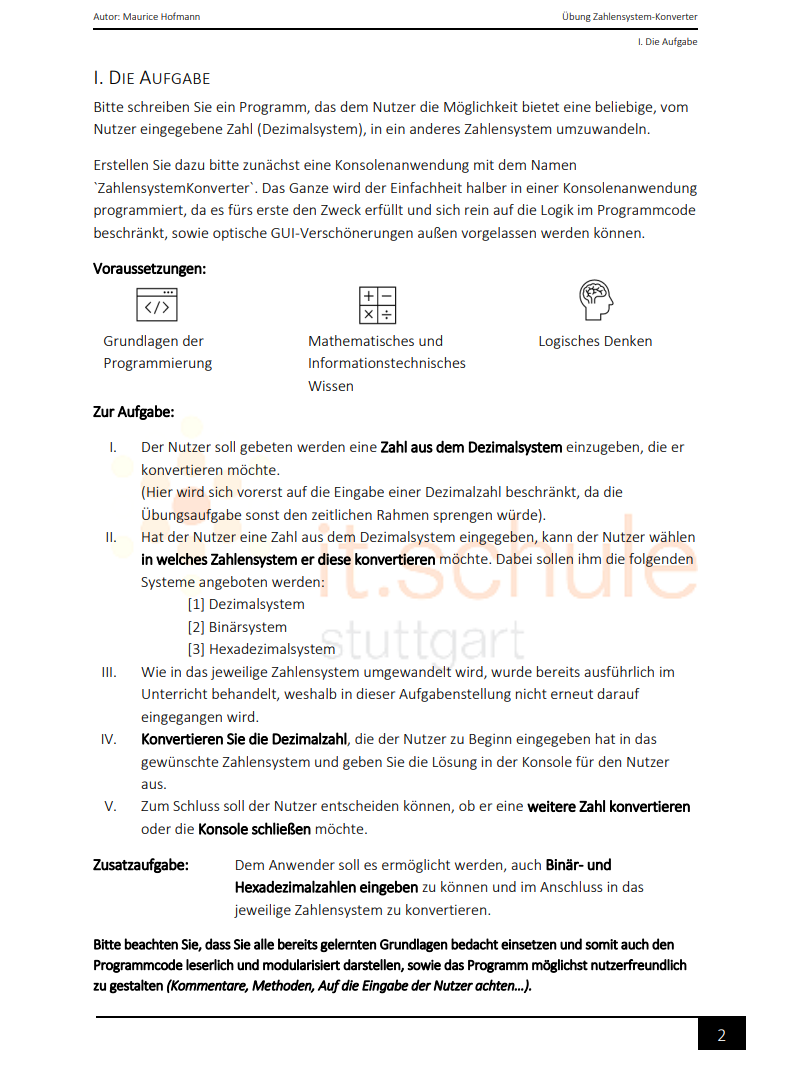 Autor: Maurice Hofmann
Übung Zahlensystem-Konverter
I. Die Aufgabe
I. DIE AUFGABE
Bitte schreiben Sie ein Programm, das dem Nutzer die Möglichkeit bietet eine beliebige, vom
Nutzer eingegebene Zahl (Dezimalsystem), in ein anderes Zahlensystem umzuwandeln.
Erstellen Sie dazu bitte zunächst eine Konsolenanwendung mit dem Namen
`ZahlensystemKonverter`. Das Ganze wird der Einfachheit halber in einer Konsolenanwendung
programmiert, da es fürs erste den Zweck erfüllt und sich rein auf die Logik im Programmcode
beschränkt, sowie optische GUI-Verschönerungen außen vorgelassen werden können.
Voraussetzungen:
Grundlagen der
Programmierung
Mathematisches und
Informationstechnisches
Wissen
Logisches Denken
Zur Aufgabe:
I. Der Nutzer soll gebeten werden eine Zahl aus dem Dezimalsystem einzugeben, die er
konvertieren möchte.
(Hier wird sich vorerst auf die Eingabe einer Dezimalzahl beschränkt, da die
Übungsaufgabe sonst den zeitlichen Rahmen sprengen würde).
II. Hat der Nutzer eine Zahl aus dem Dezimalsystem eingegeben, kann der Nutzer wählen
in welches Zahlensystem er diese konvertieren möchte. Dabei sollen ihm die folgenden
Systeme angeboten werden:
[1] Dezimalsystem
[2] Binärsystem
[3] Hexadezimalsystem
it.schule
stuttgart
III. Wie in das jeweilige Zahlensystem umgewandelt wird, wurde bereits ausführlich im
Unterricht behandelt, weshalb in dieser Aufgabenstellung nicht erneut darauf
eingegangen wird.
IV. Konvertieren Sie die Dezimalzahl, die der Nutzer zu Beginn eingegeben hat in das
gewünschte Zahlensystem und geben Sie die Lösung in der Konsole für den Nutzer
aus.
V. Zum Schluss soll der Nutzer entscheiden können, ob er eine weitere Zahl konvertieren
oder die Konsole schließen möchte.
Zusatzaufgabe: Dem Anwender soll es ermöglicht werden, auch Binär- und
Hexadezimalzahlen eingeben zu können und im Anschluss in das
jeweilige Zahlensystem zu konvertieren.
Bitte beachten Sie, dass Sie alle bereits gelernten Grundlagen bedacht einsetzen und somit auch den
Programmcode leserlich und modularisiert darstellen, sowie das Programm möglichst nutzerfreundlich
zu gestalten (Kommentare, Methoden, Auf die Eingabe der Nutzer achten…).
2